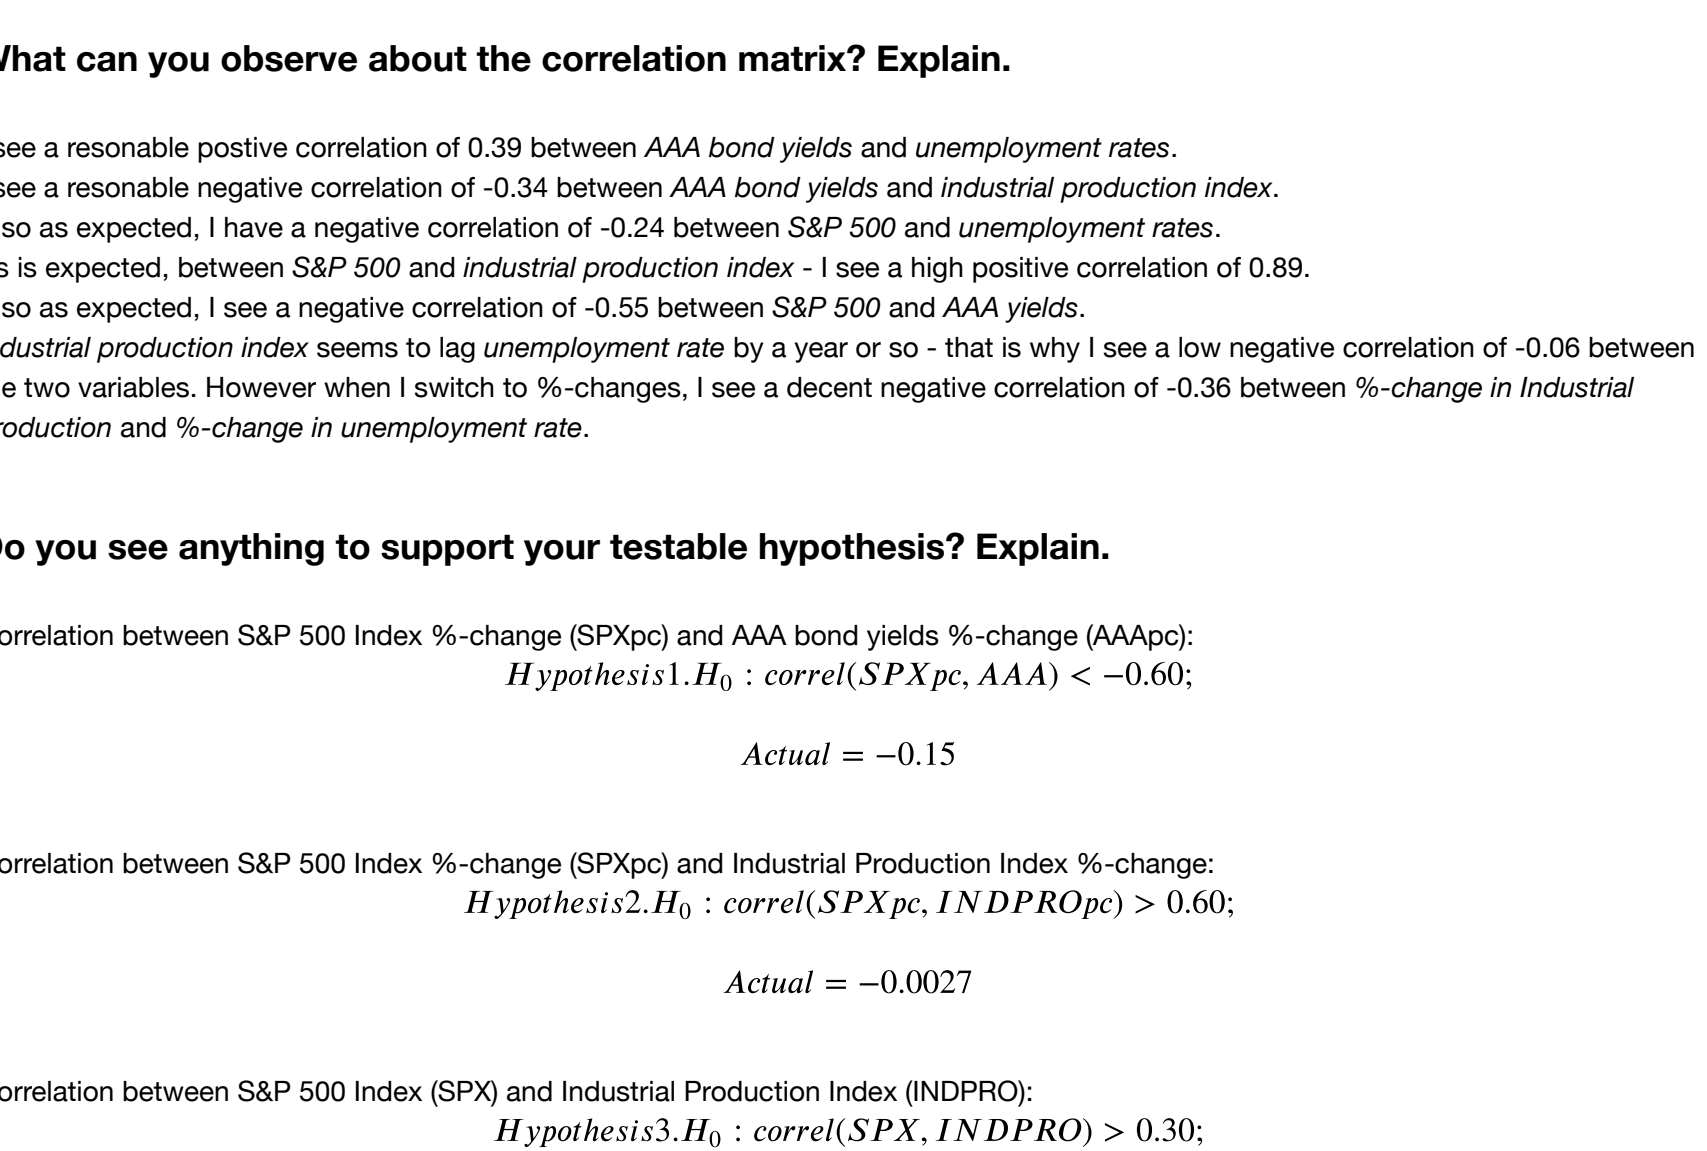 What can you observe about the correlation matrix? Explain.
see a resonable postive correlation of 0.39 between AAA bond yields and unemployment rates.
see a resonable negative correlation of -0.34 between AAA bond yields and industrial production index.
so as expected, I have a negative correlation of -0.24 between S&P 500 and unemployment rates.
s is expected, between S&P 500 and industrial production index - I see a high positive correlation of 0.89.
so as expected, I see a negative correlation of -0.55 between S&P 500 and AAA yields.
dustrial production index seems to lag unemployment rate by a year or so - that is why I see a low negative correlation of -0.06 between
e two variables. However when I switch to %-changes, I see a decent negative correlation of -0.36 between %-change in Industrial
roduction and %-change in unemployment rate.
Do you see anything to support your testable hypothesis? Explain.
orrelation between S&P 500 Index %-change (SPXpc) and AAA bond yields %-change (AAApc):
Hypothesis1.H₀ : correl(SPXpc, AAA) < −0.60;
Actual = −0.15
orrelation between S&P 500 Index %-change (SPXpc) and Industrial Production Index %-change:
Hypothesis2.H₀ : correl(SPXpc, INDPROpc) > 0.60;
Actual = −0.0027
orrelation between S&P 500 Index (SPX) and Industrial Production Index (INDPRO):
Hypothesis3.H₀ : correl(SPX, INDPRO) > 0.30;